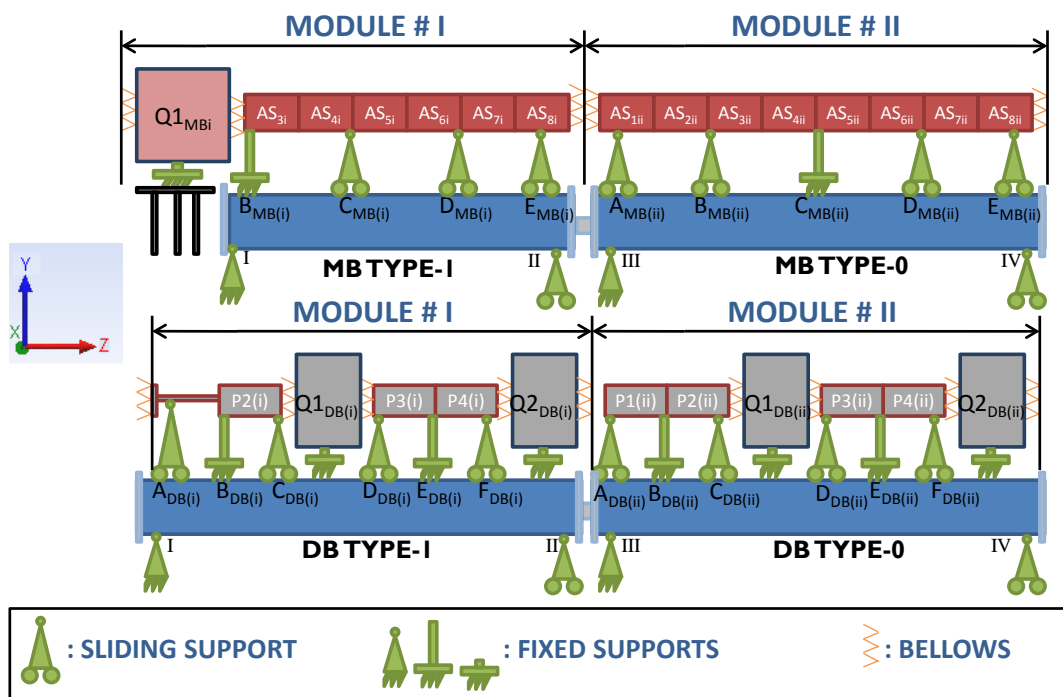 MODULE # I MODULE # II
Q1MBi AS3i AS4i AS5i AS6i AS7i AS8i AS1ii AS2ii AS3ii AS4ii AS5ii AS6ii AS7ii AS8ii
BMB(i) CMB(i) DMB(i) EMB(i) AMB(ii) BMB(ii) CMB(ii) DMB(ii) EMB(ii)
I II III IV
MB TYPE-1 MB TYPE-0
Y
X Z
MODULE # I MODULE # II
P2(i) Q1DB(i) P3(i) P4(i) Q2DB(i) P1(ii) P2(ii) Q1DB(ii) P3(ii) P4(ii) Q2DB(ii)
ADB(i) BDB(i) CDB(i) DDB(i) EDB(i) FDB(i) ADB(ii) BDB(ii) CDB(ii) DDB(ii) EDB(ii) FDB(ii)
I II III IV
DB TYPE-1 DB TYPE-0
: SLIDING SUPPORT : FIXED SUPPORTS : BELLOWS